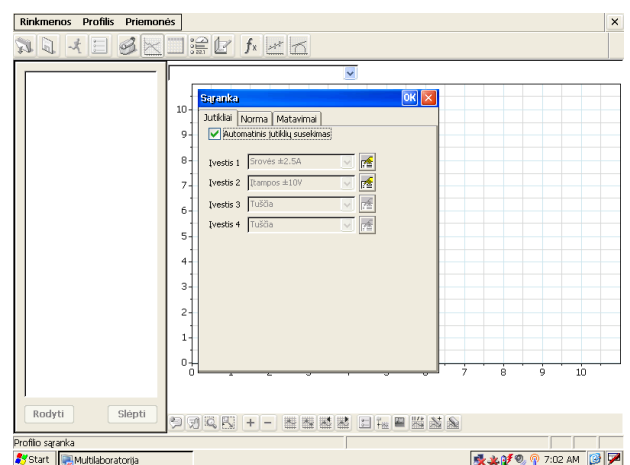 Rinkmenos Profilis Priemonės
22.1
fx
Sąranka OK
Jutikliai Norma Matavimai
Automatinis jutiklių susekimas
Įvestis 1 Srovės ±2.5A
Įvestis 2 Įtampos ±10V
Įvestis 3 Tuščia
Įvestis 4 Tuščia
10
9
8
7
6
5
4
3
2
1
0
0 1 2 3 4 5 6 7 8 9 10
Rodyti Slėpti
Profilio sąranka
Start Multilaboratorija 7:02 AM